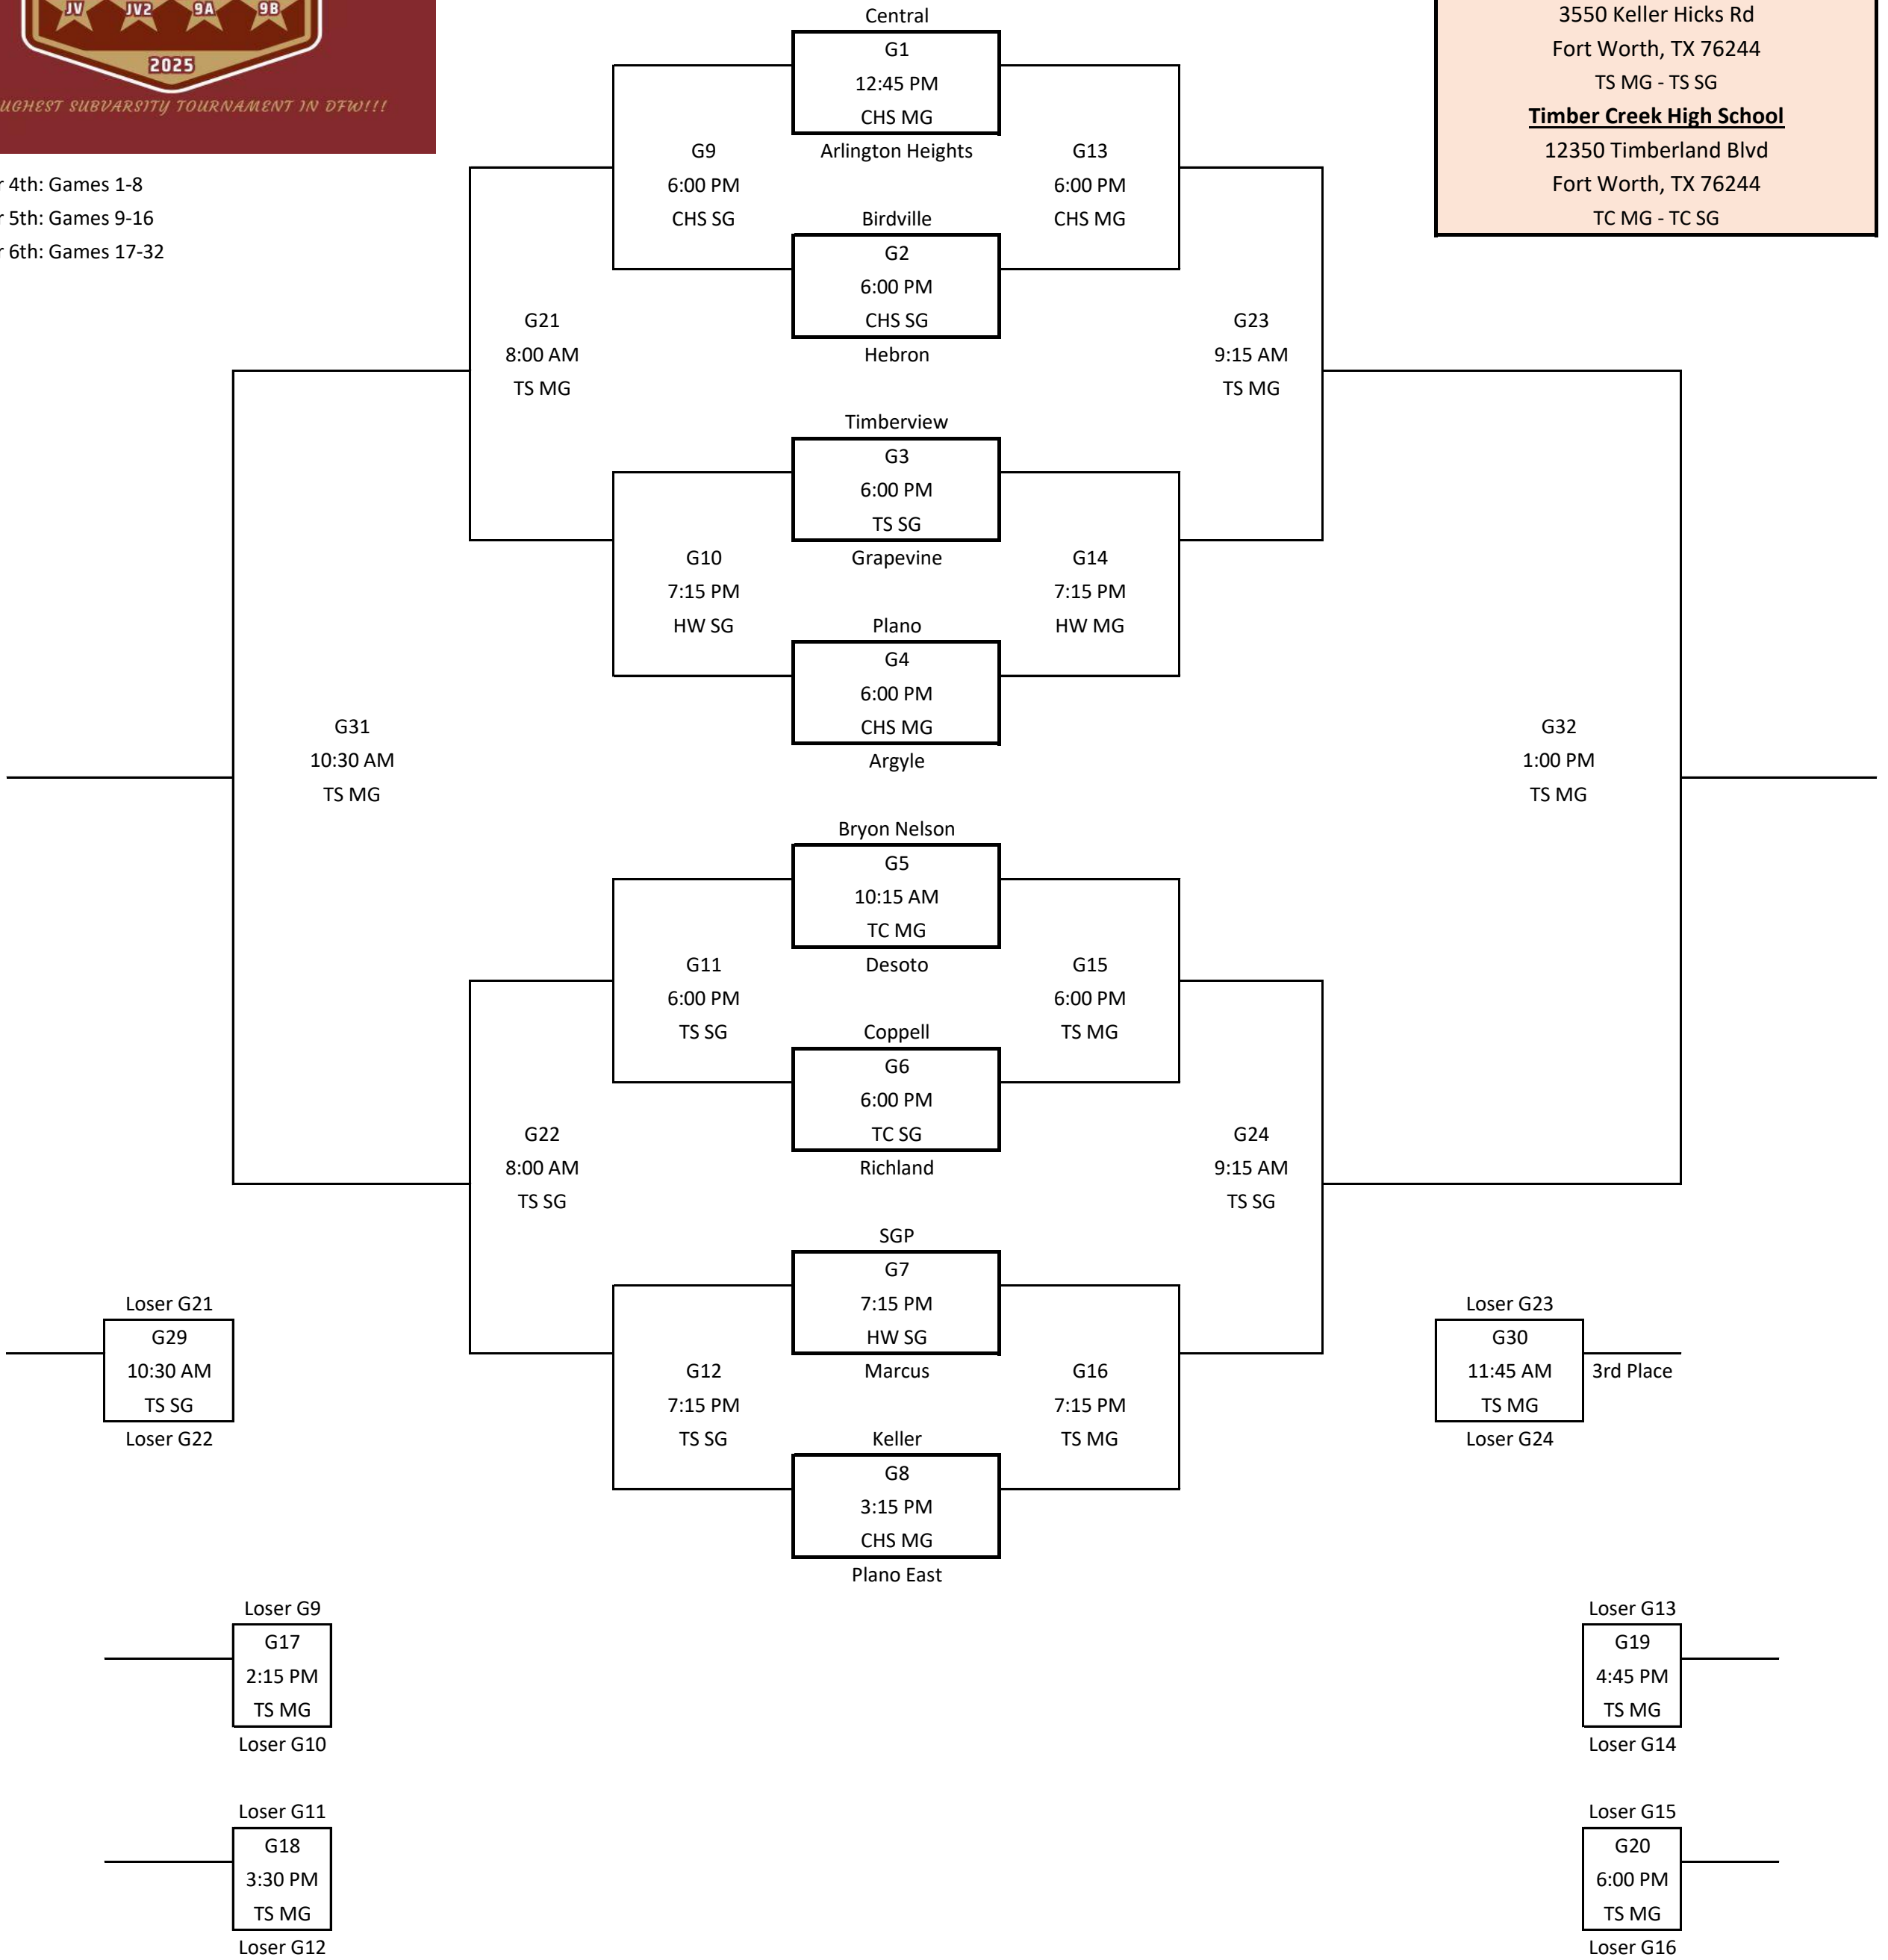 JV JV2 9A 9B
2025
UGHEST SUBVARSITY TOURNAMENT IN DFW!!!
r 4th: Games 1-8
r 5th: Games 9-16
r 6th: Games 17-32
3550 Keller Hicks Rd
Fort Worth, TX 76244
TS MG - TS SG
Timber Creek High School
12350 Timberland Blvd
Fort Worth, TX 76244
TC MG - TC SG
Central
G1
12:45 PM
CHS MG
Arlington Heights
G9
6:00 PM
CHS SG
G13
6:00 PM
CHS MG
Birdville
G2
6:00 PM
CHS SG
Hebron
G21
8:00 AM
TS MG
G23
9:15 AM
TS MG
Timberview
G3
6:00 PM
TS SG
Grapevine
G10
7:15 PM
HW SG
G14
7:15 PM
HW MG
Plano
G4
6:00 PM
CHS MG
Argyle
G31
10:30 AM
TS MG
G32
1:00 PM
TS MG
Bryon Nelson
G5
10:15 AM
TC MG
Desoto
G11
6:00 PM
TS SG
G15
6:00 PM
TS MG
Coppell
G6
6:00 PM
TC SG
Richland
G22
8:00 AM
TS SG
G24
9:15 AM
TS SG
SGP
G7
7:15 PM
HW SG
Marcus
G12
7:15 PM
TS SG
G16
7:15 PM
TS MG
Keller
G8
3:15 PM
CHS MG
Plano East
Loser G21
G29
10:30 AM
TS SG
Loser G22
Loser G23
G30
11:45 AM
TS MG
Loser G24
3rd Place
Loser G9
G17
2:15 PM
TS MG
Loser G10
Loser G13
G19
4:45 PM
TS MG
Loser G14
Loser G11
G18
3:30 PM
TS MG
Loser G12
Loser G15
G20
6:00 PM
TS MG
Loser G16